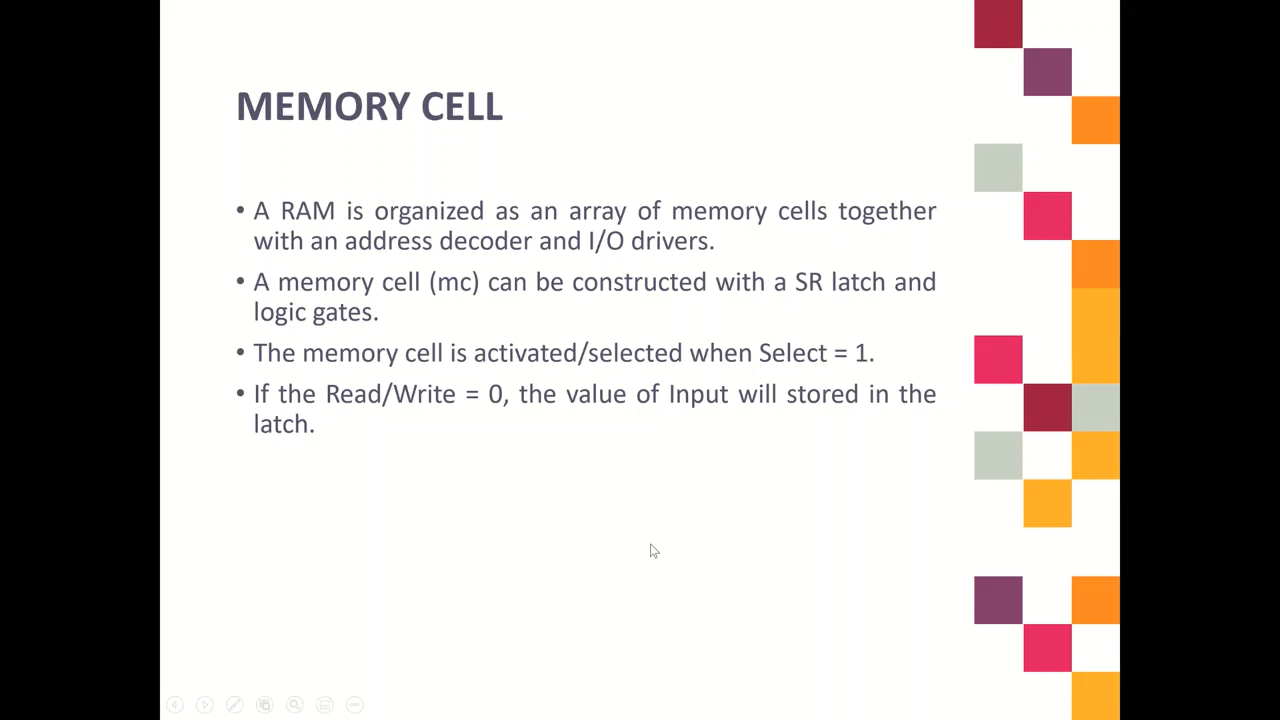 MEMORY CELL
• A RAM is organized as an array of memory cells together
with an address decoder and I/O drivers.
• A memory cell (mc) can be constructed with a SR latch and
logic gates.
• The memory cell is activated/selected when Select = 1.
• If the Read/Write = 0, the value of Input will stored in the
latch.